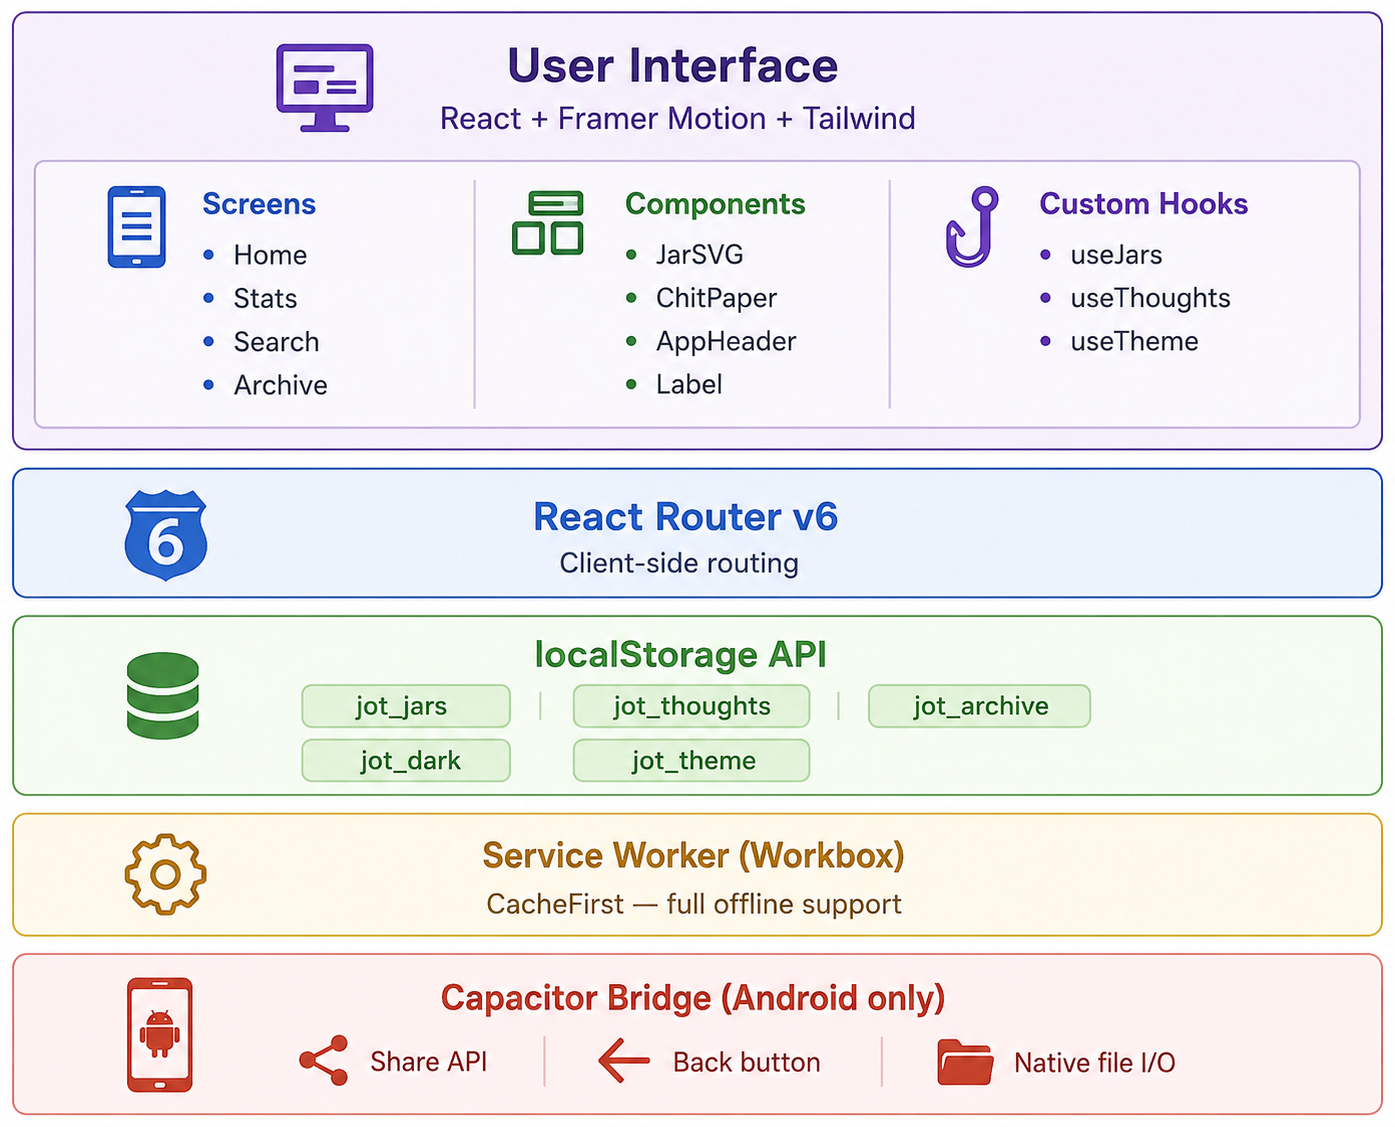 User Interface
React + Framer Motion + Tailwind
Screens
• Home
• Stats
• Search
• Archive
Components
• JarSVG
• ChitPaper
• AppHeader
• Label
Custom Hooks
• useJars
• useThoughts
• useTheme
6
React Router v6
Client-side routing
localStorage API
jot_jars | jot_thoughts | jot_archive
jot_dark jot_theme
Service Worker (Workbox)
CacheFirst — full offline support
Capacitor Bridge (Android only)
Share API
Back button
Native file I/O